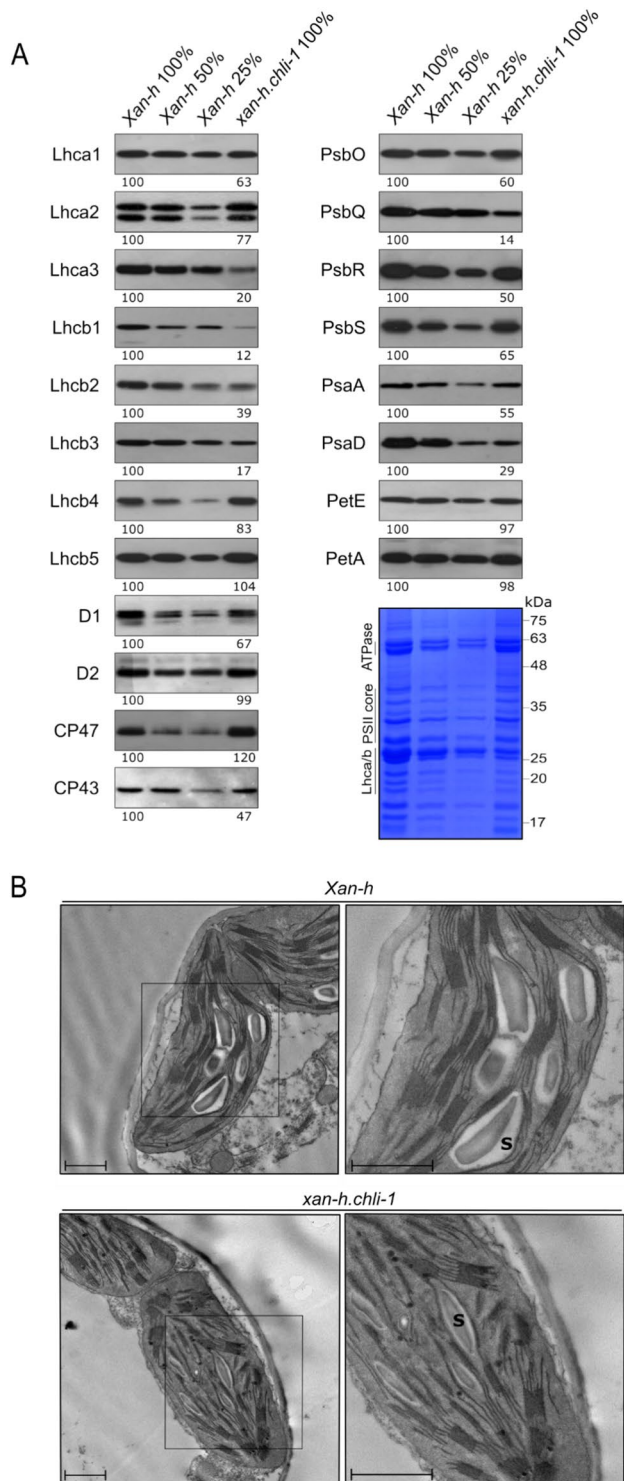 A
Xan-h 100%
Xan-h 50%
Xan-h 25%
xan-h.chli-1 100%
Lhca1
100 63
Lhca2
100 77
Lhca3
100 20
Lhcb1
100 12
Lhcb2
100 39
Lhcb3
100 17
Lhcb4
100 83
Lhcb5
100 104
D1
100 67
D2
100 99
CP47
100 120
CP43
100 47
Xan-h 100%
Xan-h 50%
Xan-h 25%
xan-h.chli-1 100%
PsbO
100 60
PsbQ
100 14
PsbR
100 50
PsbS
100 65
PsaA
100 55
PsaD
100 29
PetE
100 97
PetA
100 98
kDa
75
63
48
35
25
20
17
ATPase
PSII core
Lhca/b
B
Xan-h
S
xan-h.chli-1
S